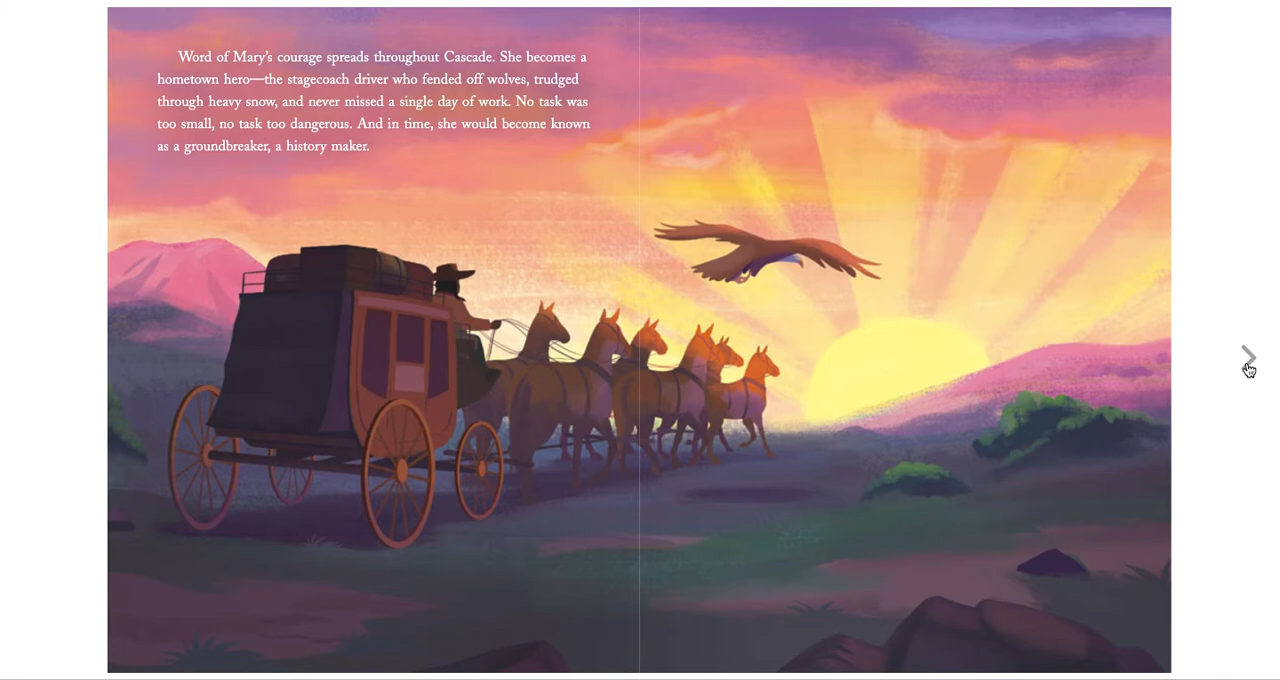 Word of Mary's courage spreads throughout Cascade. She becomes a
hometown hero—the stagecoach driver who fended off wolves, trudged
through heavy snow, and never missed a single day of work. No task was
too small, no task too dangerous. And in time, she would become known
as a groundbreaker, a history maker.